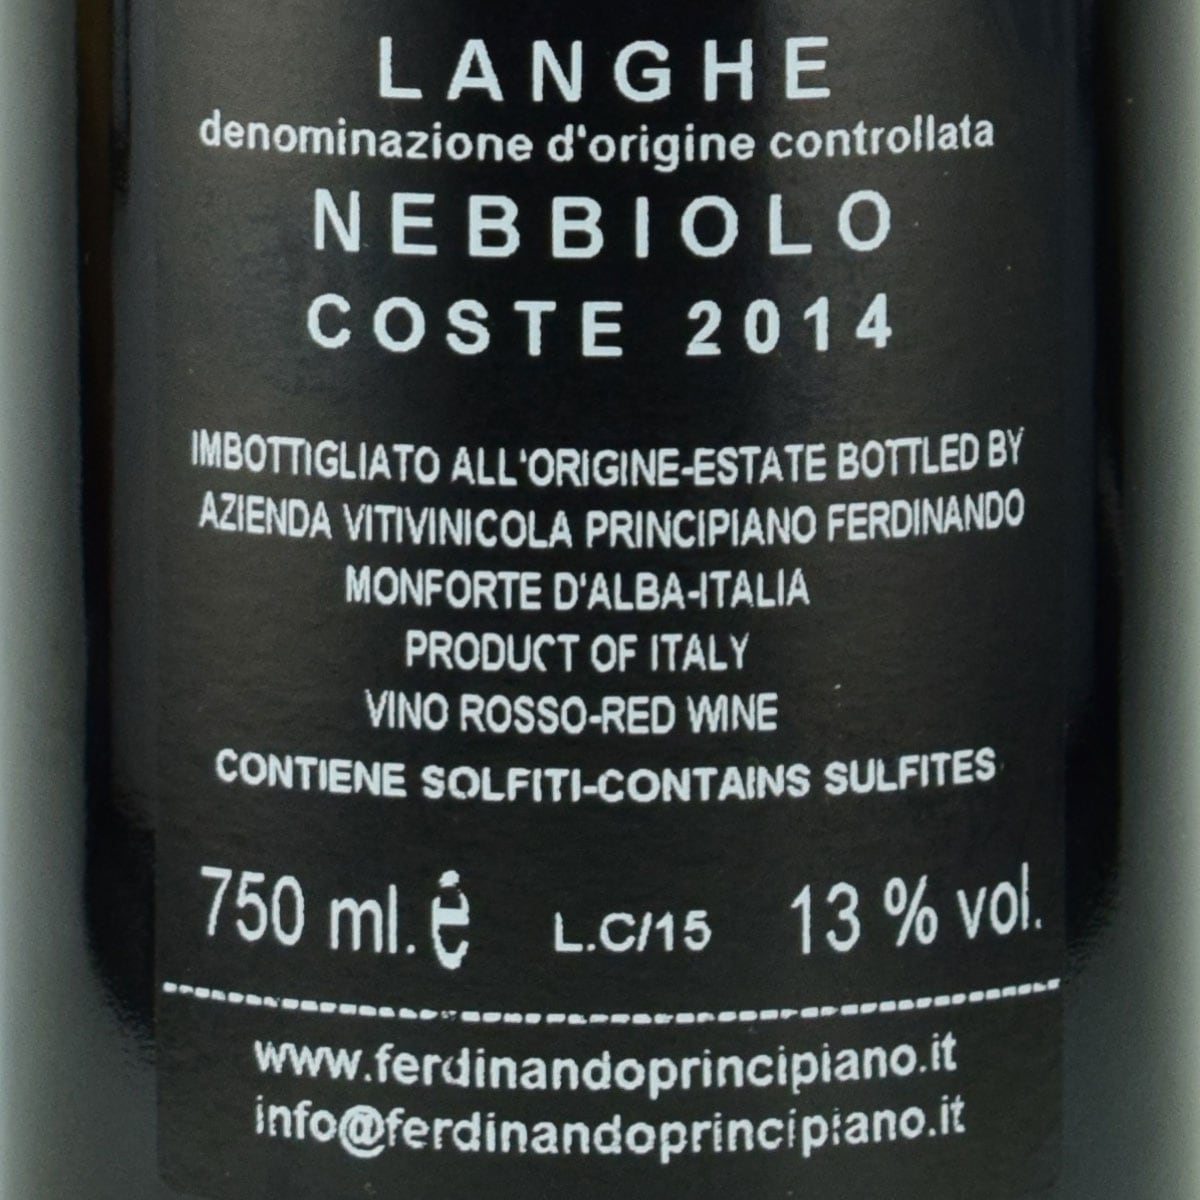 LANGHE
denominazione d'origine controllata
NEBBIOLO
COSTE 2014
IMBOTTIGLIATO ALL'ORIGINE-ESTATE BOTTLED BY
AZIENDA VITIVINICOLA PRINCIPIANO FERDINANDO
MONFORTE D'ALBA-ITALIA
PRODUCT OF ITALY
VINO ROSSO-RED WINE
CONTIENE SOLFITI-CONTAINS SULFITES
750 ml. e L.C/15 13 % vol.
www.ferdinandoprincipiano.it
info@ferdinandoprincipiano.it